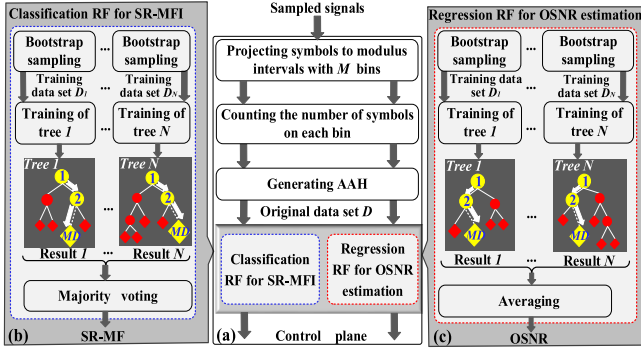 Classification RF for SR-MFI
Bootstrap sampling
...
Bootstrap sampling
Training data set D1
Training data set DN
Training of tree 1
...
Training of tree N
Tree 1
1
2
MD
Tree N
1
2
MD
...
Result 1
...
Result N
Majority voting
(b)
SR-MF
Sampled signals
Projecting symbols to modulus
intervals with M bins
Counting the number of symbols
on each bin
Generating AAH
Original data set D
Classification
RF for SR-MFI
Regression
RF for OSNR
estimation
(a)
Control plane
Regression RF for OSNR estimation
Bootstrap sampling
...
Bootstrap sampling
Training data set D1
Training data set DN
Training of tree 1
...
Training of tree N
Tree 1
1
2
MD
Tree N
1
2
MD
...
Result 1
...
Result N
Averaging
(c)
OSNR